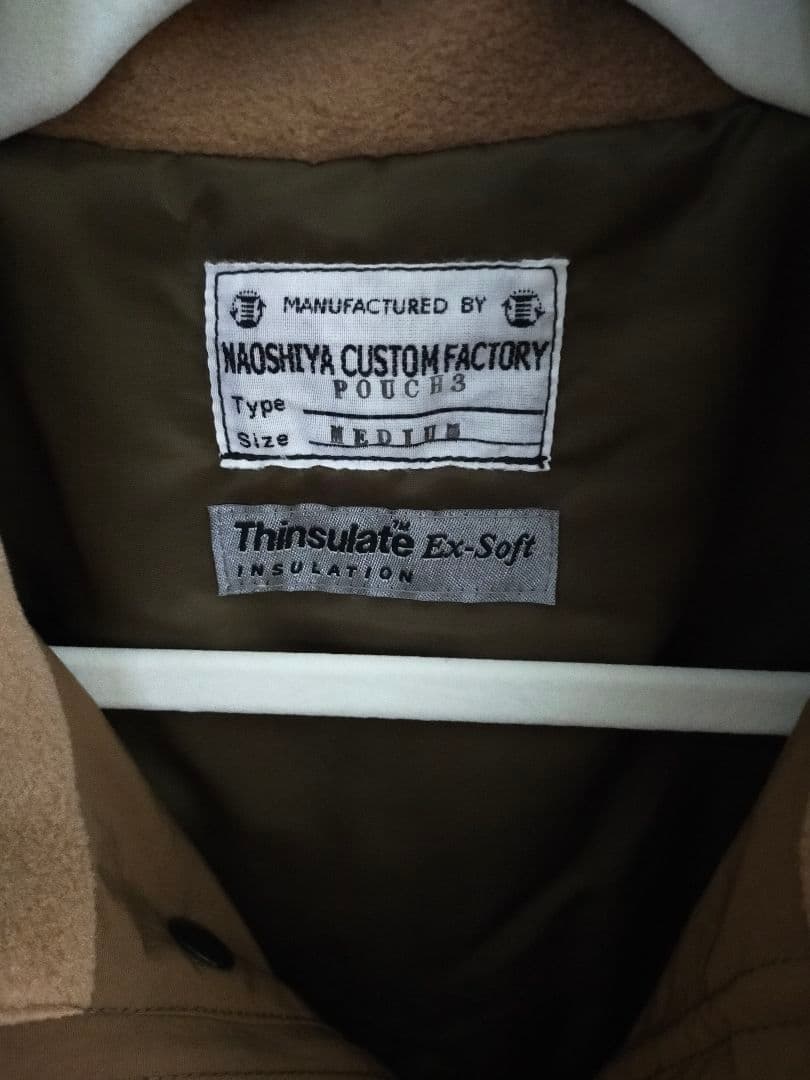 MANUFACTURED BY
NAOSHIYA CUSTOM FACTORY
Type POUCH3
Size MEDIUM
Thinsulate™ Ex-Soft
INSULATION